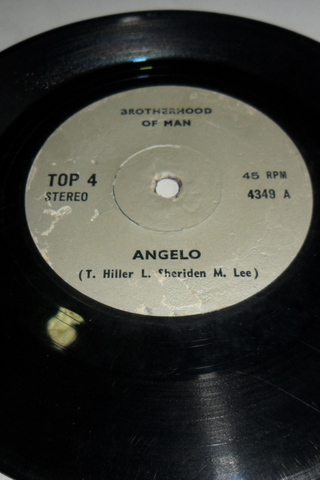 BROTHERHOOD
OF MAN
TOP 4
STEREO
45 RPM
4349 A
ANGELO
(T. Hiller L. Sheriden M. Lee)